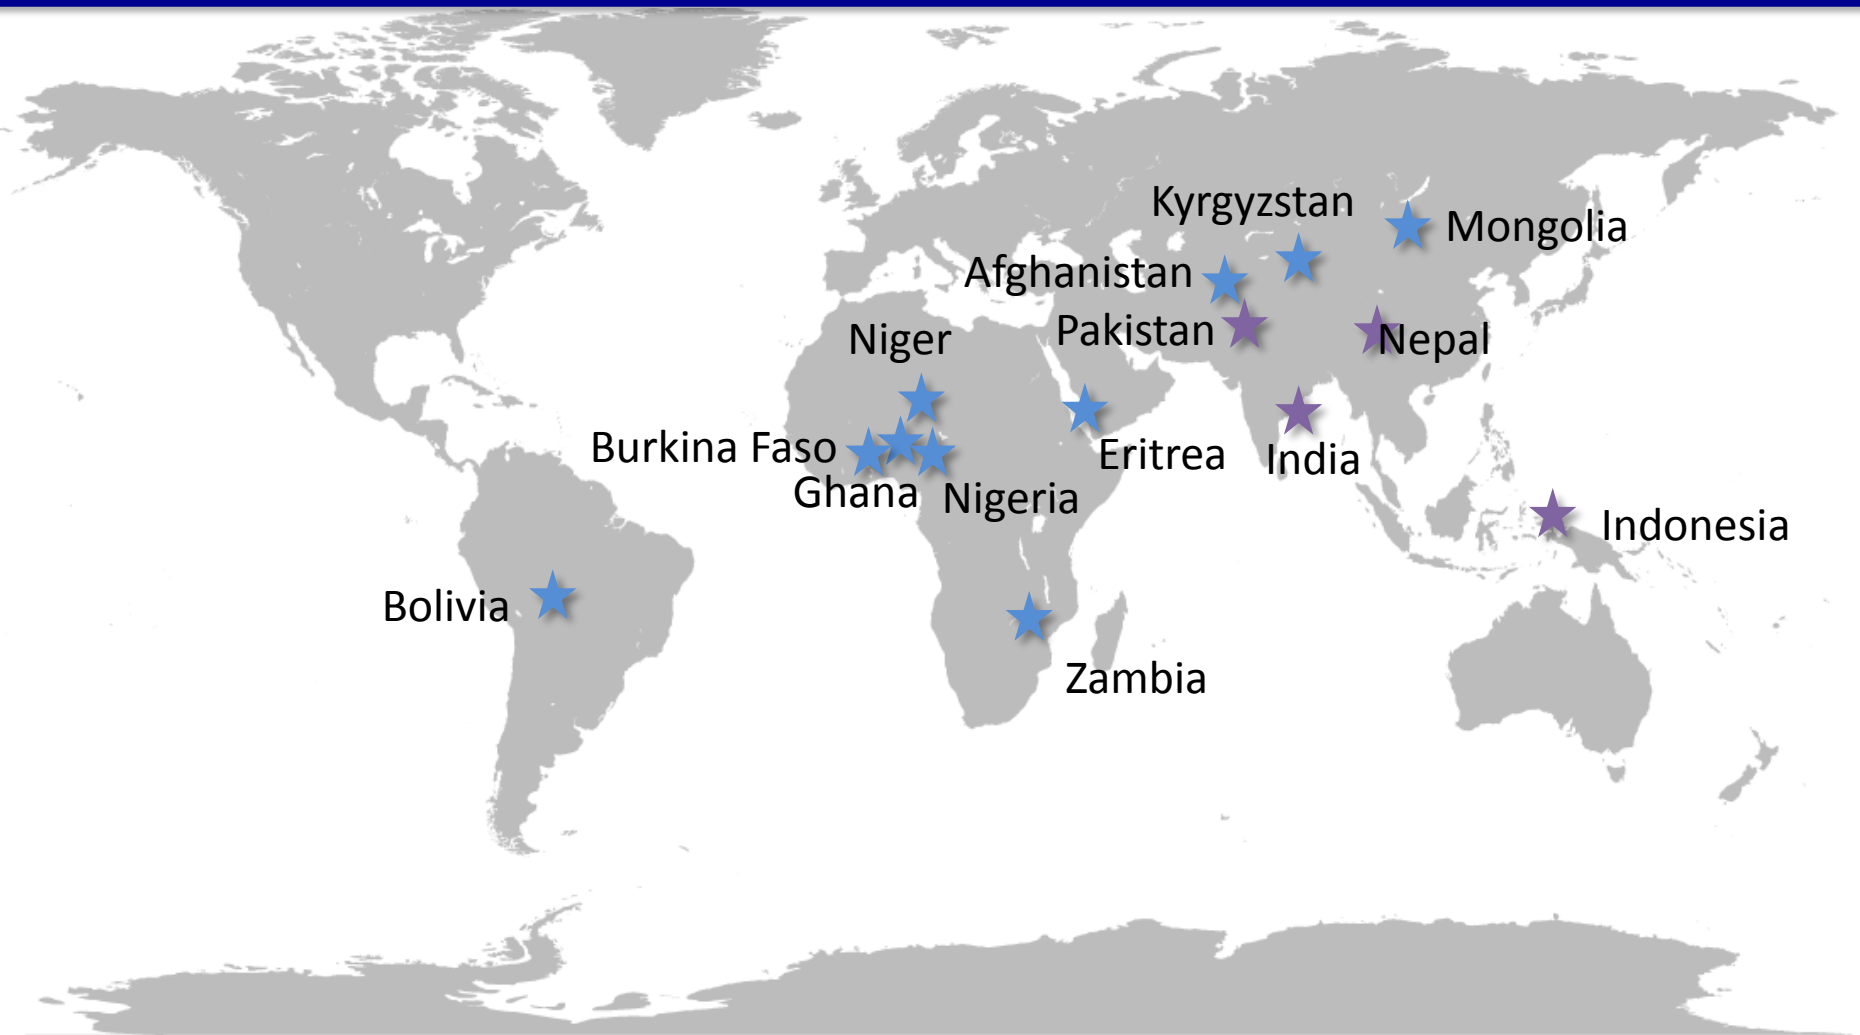 Kyrgyzstan
Mongolia
Afghanistan
Pakistan
Nepal
Niger
Burkina Faso
Eritrea
India
Ghana
Nigeria
Indonesia
Bolivia
Zambia